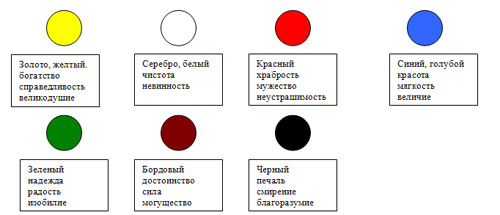 Золото, желтый.
богатство
справедливость
великодушие
Серебро, белый
чистота
невинность
Красный
храбрость
мужество
неустрашимость
Синий, голубой
красота
мягкость
величие
Зеленый
надежда
радость
изобилие
Бордовый
достоинство
сила
могущество
Черный
печаль
смирение
благоразумие